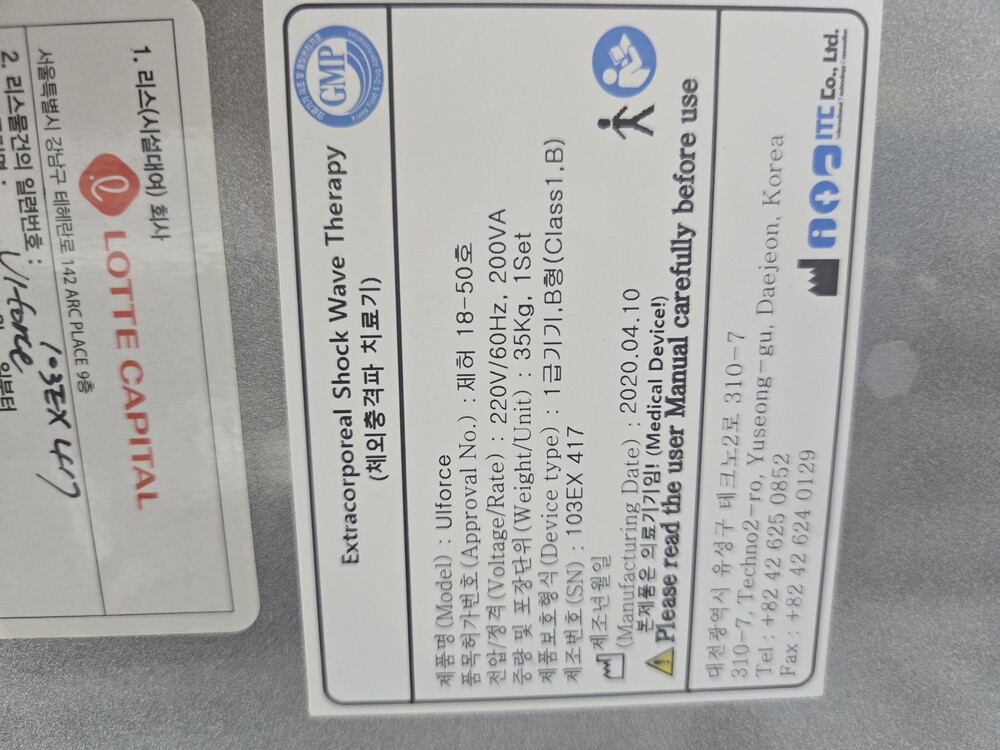 1. 리스(시설대여) 회사
LOTTE CAPITAL
서울특별시 강남구 테헤란로 142 ARC PLACE 9층
2. 리스물건의 일련번호 :
103EX 417
GMP
Extracorporeal Shock Wave Therapy
(체외충격파 치료기)
제품명 (Model) : Ulforce
품목허가번호 (Approval No.) : 제허 18-50호
전압/정격 (Voltage/Rate) : 220V/60Hz, 200VA
중량 및 포장단위 (Weight/Unit) : 35Kg, 1Set
제품보호형식 (Device type) : 1급기기,B형(Class1,B)
제조번호 (SN) : 103EX 417
제조년월일
(Manufacturing Date) : 2020.04.10
본제품은 의료기기임! (Medical Device!)
Please read the user Manual carefully before use
대전광역시 유성구 테크노2로 310-7
310-7, Techno2-ro, Yuseong-gu, Daejeon, Korea
Tel : +82 42 625 0852
Fax : +82 42 624 0129
ITC Co., Ltd.